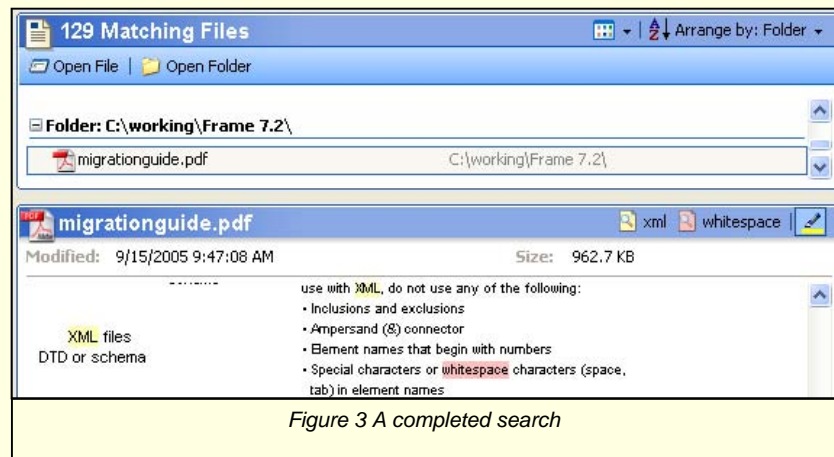 129 Matching Files
Arrange by: Folder
Open File | Open Folder
Folder: C:\working\Frame 7.2\
migrationguide.pdf C:\working\Frame 7.2\
migrationguide.pdf xml whitespace
Modified: 9/15/2005 9:47:08 AM Size: 962.7 KB
use with XML, do not use any of the following:
• Inclusions and exclusions
• Ampersand (&) connector
• Element names that begin with numbers
• Special characters or whitespace characters (space,
tab) in element names
XML files
DTD or schema
Figure 3 A completed search